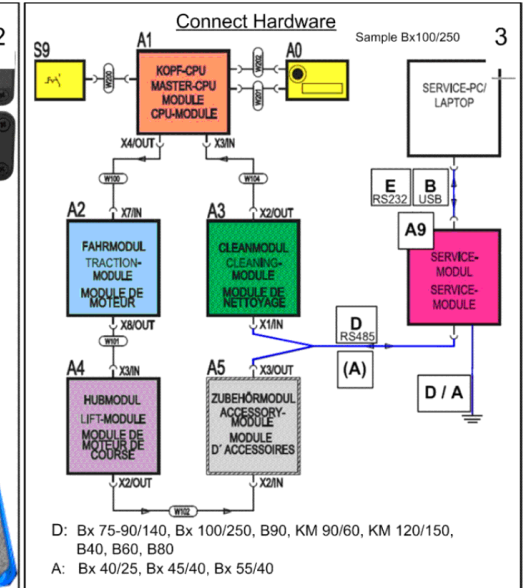 2
Connect Hardware
Sample Bx100/250
3
S9
A1
A0
W200
KOPF-CPU
MASTER-CPU
MODULE
CPU-MODULE
W202
W201
SERVICE-PC/
LAPTOP
X4/OUT
X3/IN
W100
W104
E
RS232
B
USB
A2
X7/IN
A3
X2/OUT
A9
FAHRMODUL
TRACTION-
MODULE
MODULE DE
MOTEUR
CLEANMODUL
CLEANING-
MODULE
MODULE DE
NETTOYAGE
SERVICE-
MODUL
SERVICE-
MODULE
X8/OUT
X1/IN
W101
D
RS485
(A)
A4
X3/IN
A5
X3/OUT
D / A
HUBMODUL
LIFT-MODULE
MODULE DE
MOTEUR DE
COURSE
ZUBEHÖRMODUL
ACCESSORY-
MODULE
MODULE
D´ ACCESSOIRES
X2/OUT
X2/IN
W102
D: Bx 75-90/140, Bx 100/250, B90, KM 90/60, KM 120/150,
B40, B60, B80
A: Bx 40/25, Bx 45/40, Bx 55/40